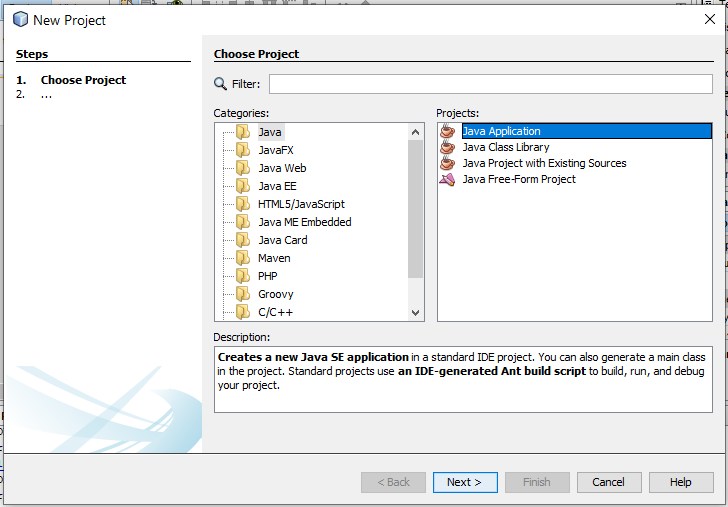 New Project
Steps
1. Choose Project
2. ...
Choose Project
Filter:
Categories:
Java
JavaFX
Java Web
Java EE
HTML5/JavaScript
Java ME Embedded
Java Card
Maven
PHP
Groovy
C/C++
Projects:
Java Application
Java Class Library
Java Project with Existing Sources
Java Free-Form Project
Description:
Creates a new Java SE application in a standard IDE project. You can also generate a main class
in the project. Standard projects use an IDE-generated Ant build script to build, run, and debug
your project.
< Back
Next >
Finish
Cancel
Help